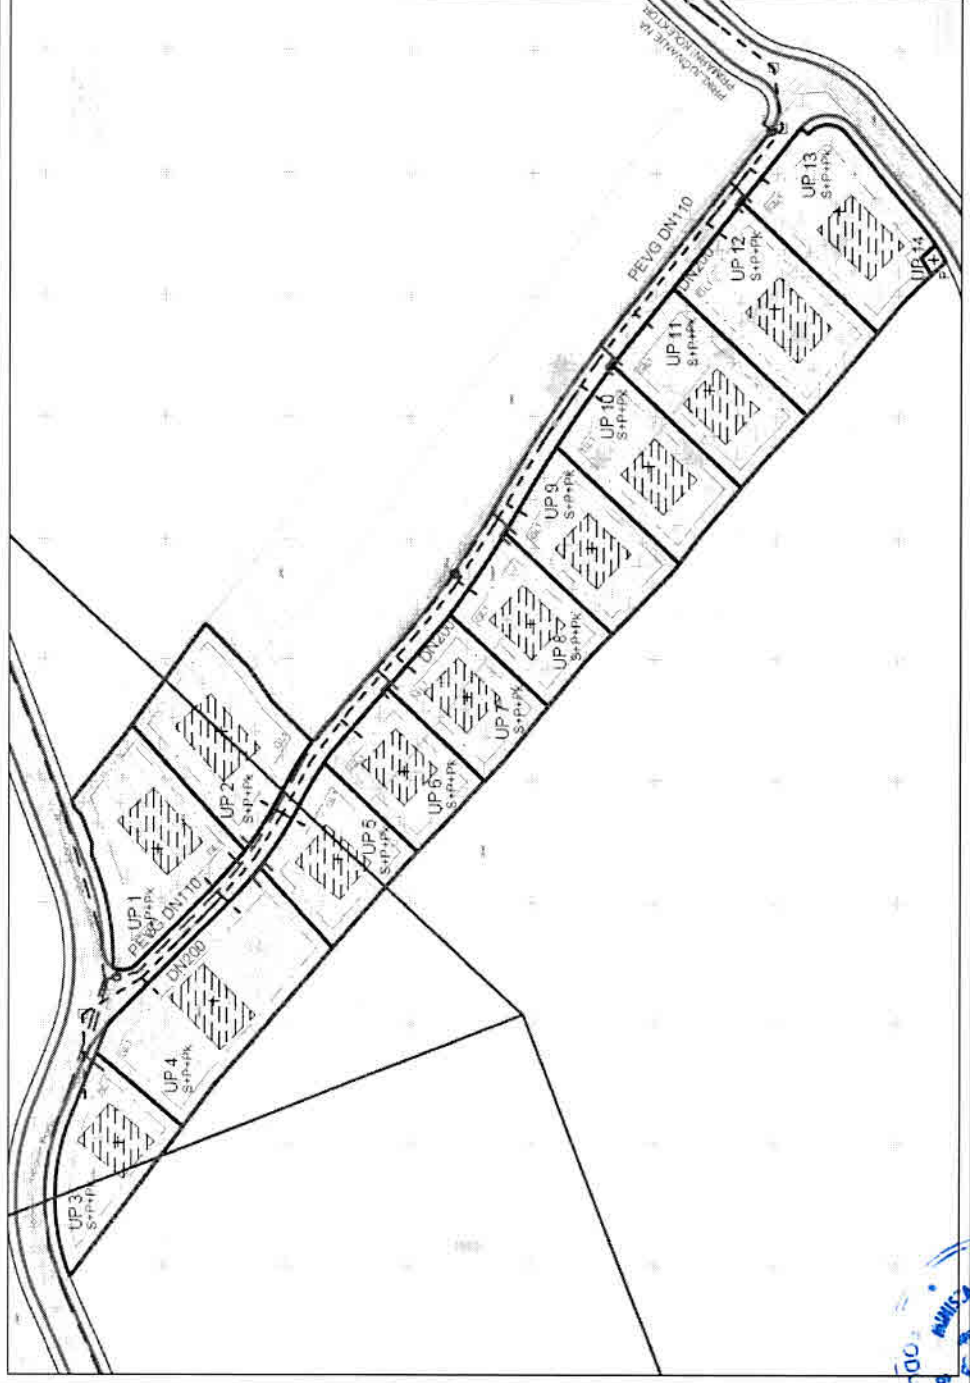 PRIKLJUČIVANJE NA
PRIMARNI KOLEKTOR
UP 13
S+P+Pk
PEVG DN110
UP 12
S+P+Pk
UP 14
DN200
UP 11
S+P+Pk
UP 10
S+P+Pk
UP 9
S+P+Pk
UP 8
S+P+Pk
DN200
UP 7
S+P+Pk
UP 6
S+P+Pk
UP 2
S+P+Pk
UP 5
S+P+Pk
UP 1
S+P+Pk
PEVG DN110
DN200
UP 4
S+P+Pk
UP 3
S+P+Pk